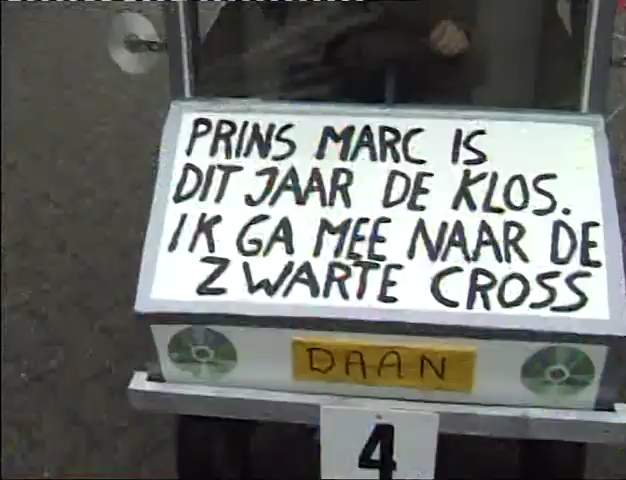 PRINS MARC IS
DIT JAAR DE KLOS.
IK GA MEE NAAR DE
ZWARTE CROSS
DAAN
4